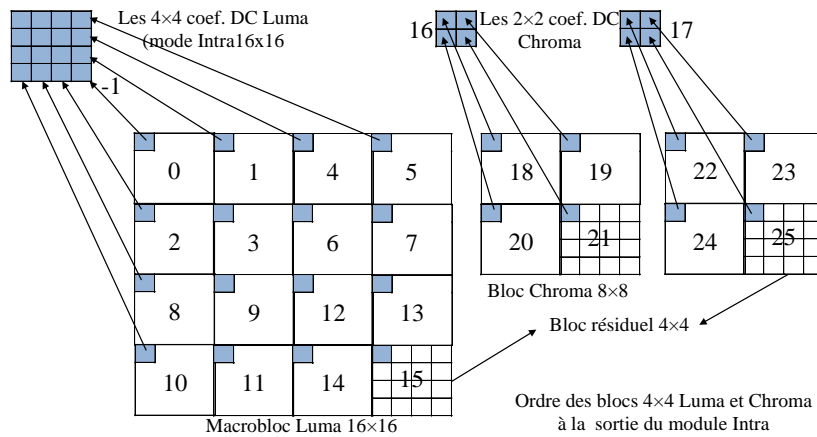 Les 4×4 coef. DC Luma
(mode Intra16x16
16
Les 2×2 coef. DC
Chroma
17
-1
0 1 4 5
18 19
22 23
2 3 6 7
20 21
24 25
8 9 12 13
Bloc Chroma 8×8
Bloc résiduel 4×4
10 11 14 15
Macrobloc Luma 16×16
Ordre des blocs 4×4 Luma et Chroma
à la sortie du module Intra